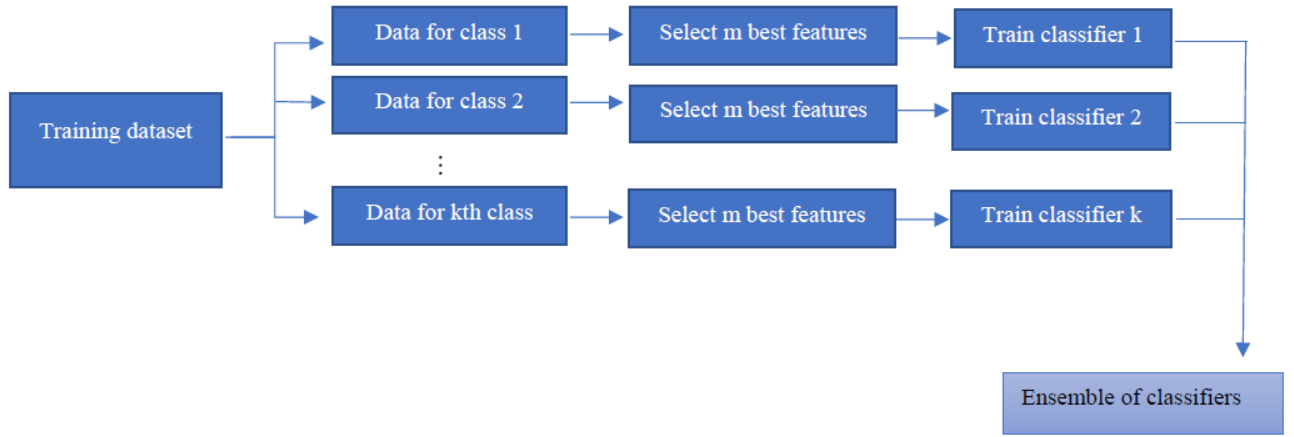 Training dataset
Data for class 1
Select m best features
Train classifier 1
Data for class 2
Select m best features
Train classifier 2
⋮
Data for kth class
Select m best features
Train classifier k
Ensemble of classifiers